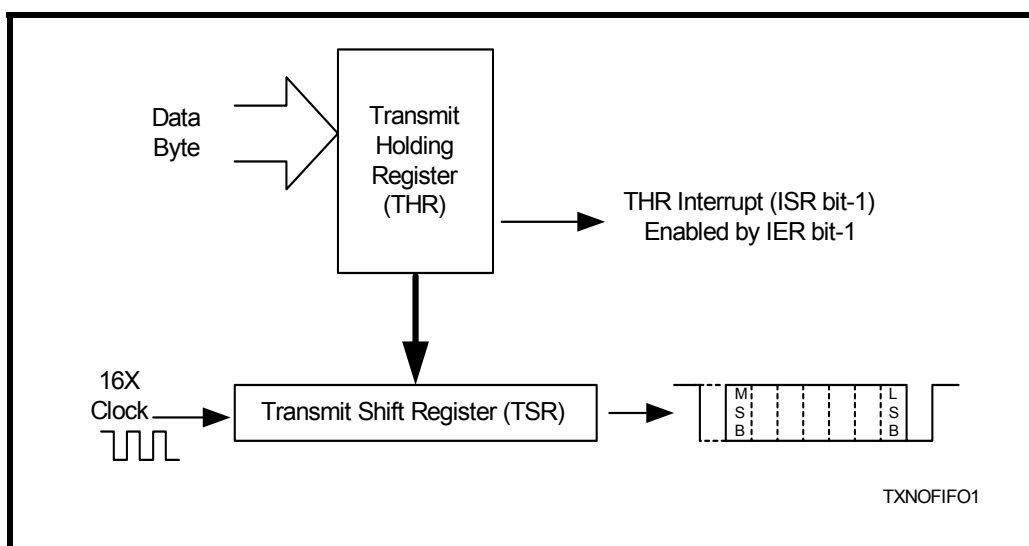 Data
Byte
Transmit
Holding
Register
(THR)
THR Interrupt (ISR bit-1)
Enabled by IER bit-1
16X
Clock
Transmit Shift Register (TSR)
M
S
B
L
S
B
TXNOFIFO1